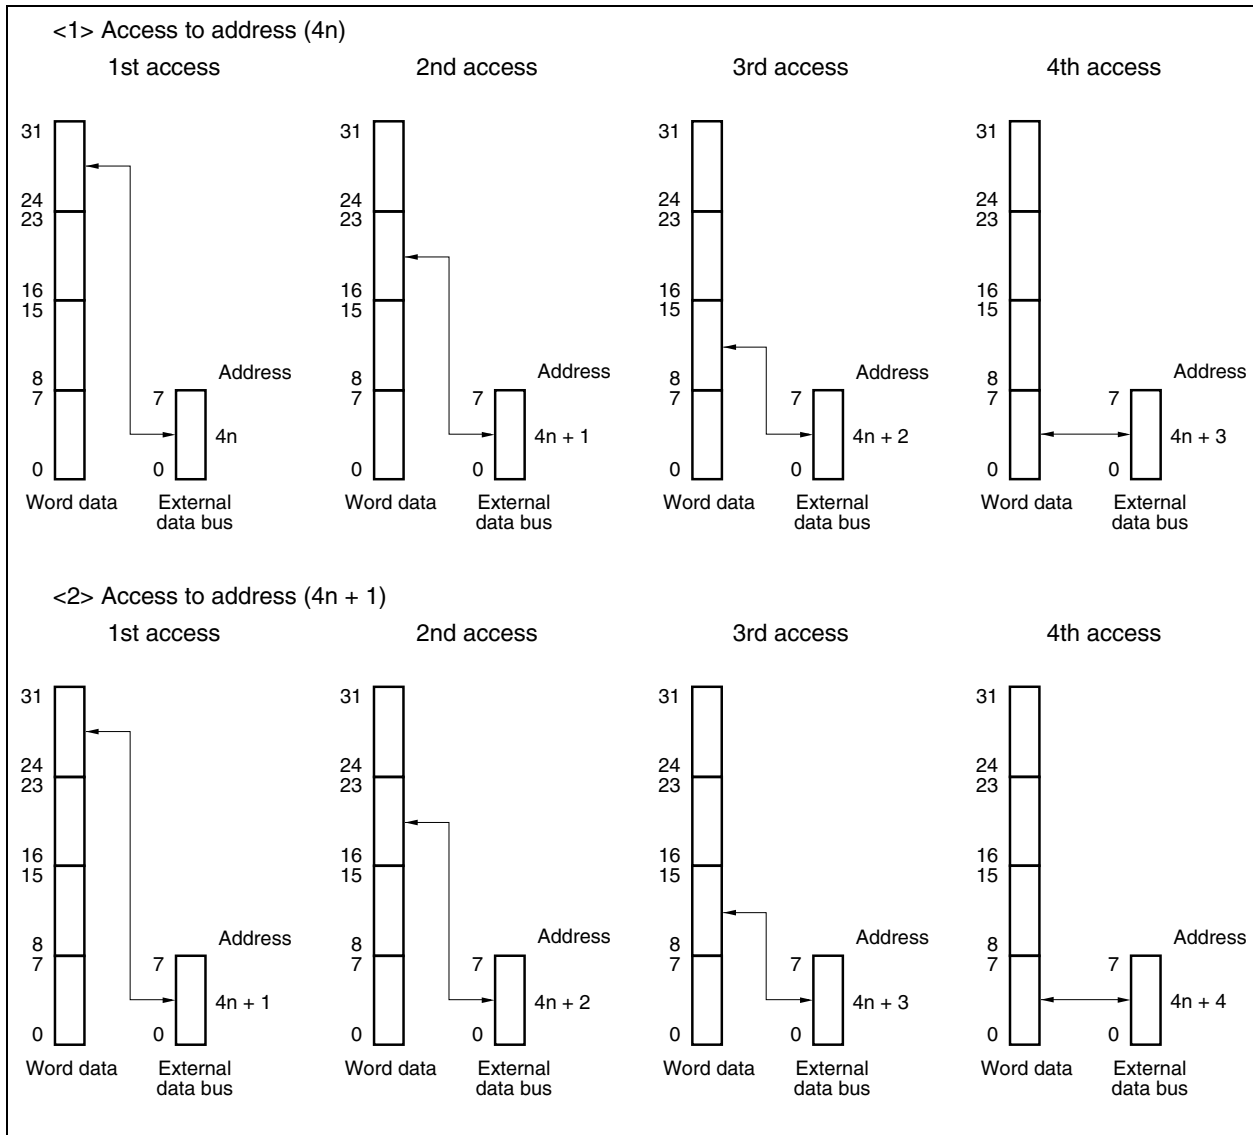 <1> Access to address (4n)
1st access 2nd access 3rd access 4th access
31 31 31 31
24 24 24 24
23 23 23 23
16 16 16 16
15 15 15 15
Address Address Address Address
8 8 8 8
7 7 7 7 7 7 7 7
4n 4n + 1 4n + 2 4n + 3
0 0 0 0 0 0 0 0
Word data External Word data External Word data External Word data External
data bus data bus data bus data bus
<2> Access to address (4n + 1)
1st access 2nd access 3rd access 4th access
31 31 31 31
24 24 24 24
23 23 23 23
16 16 16 16
15 15 15 15
Address Address Address Address
8 8 8 8
7 7 7 7 7 7 7 7
4n + 1 4n + 2 4n + 3 4n + 4
0 0 0 0 0 0 0 0
Word data External Word data External Word data External Word data External
data bus data bus data bus data bus